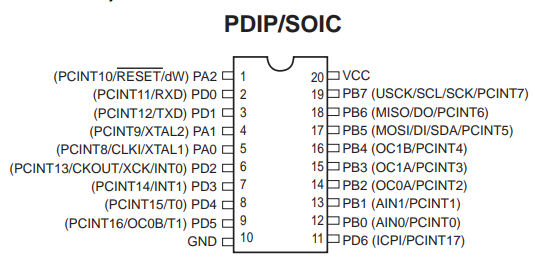 PDIP/SOIC
(PCINT10/RESET/dW) PA2 1 20 VCC
(PCINT11/RXD) PD0 2 19 PB7 (USCK/SCL/SCK/PCINT7)
(PCINT12/TXD) PD1 3 18 PB6 (MISO/DO/PCINT6)
(PCINT9/XTAL2) PA1 4 17 PB5 (MOSI/DI/SDA/PCINT5)
(PCINT8/CLKI/XTAL1) PA0 5 16 PB4 (OC1B/PCINT4)
(PCINT13/CKOUT/XCK/INT0) PD2 6 15 PB3 (OC1A/PCINT3)
(PCINT14/INT1) PD3 7 14 PB2 (OC0A/PCINT2)
(PCINT15/T0) PD4 8 13 PB1 (AIN1/PCINT1)
(PCINT16/OC0B/T1) PD5 9 12 PB0 (AIN0/PCINT0)
GND 10 11 PD6 (ICPI/PCINT17)